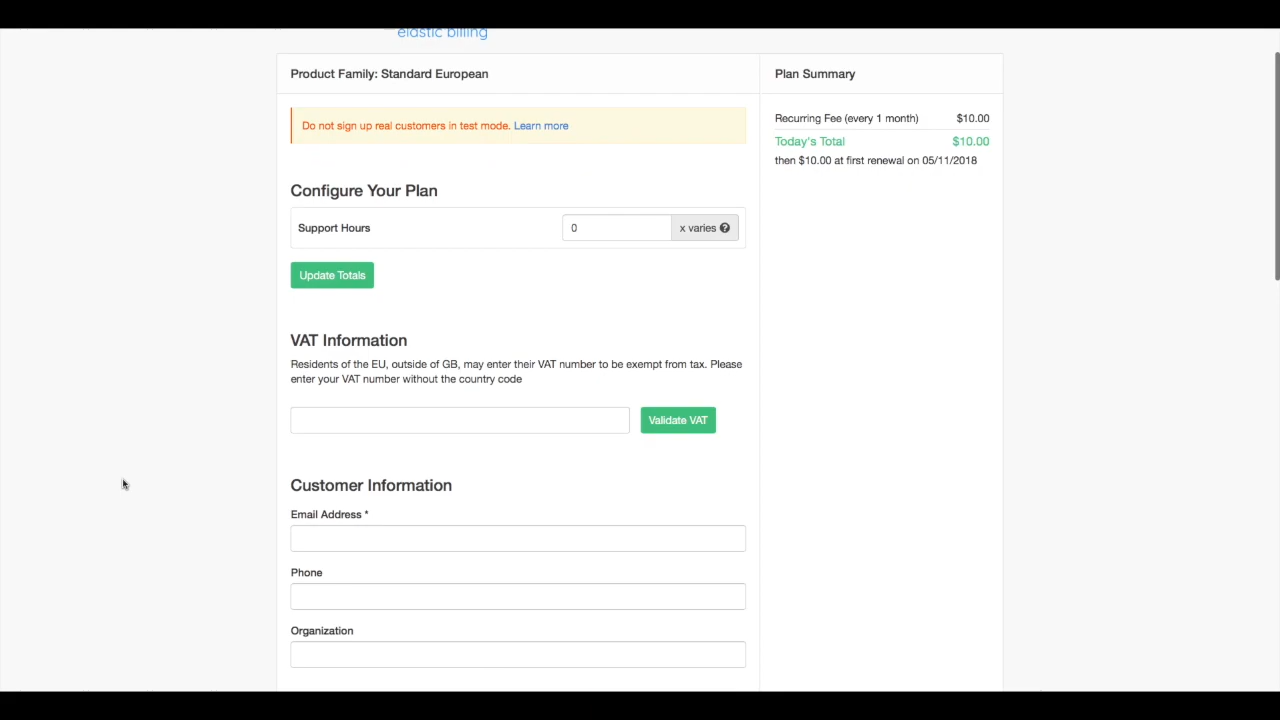 elastic billing
Product Family: Standard European
Plan Summary
Do not sign up real customers in test mode. Learn more
Recurring Fee (every 1 month) $10.00
Today's Total $10.00
then $10.00 at first renewal on 05/11/2018
Configure Your Plan
Support Hours 0 x varies
Update Totals
VAT Information
Residents of the EU, outside of GB, may enter their VAT number to be exempt from tax. Please
enter your VAT number without the country code
Validate VAT
Customer Information
Email Address *
Phone
Organization